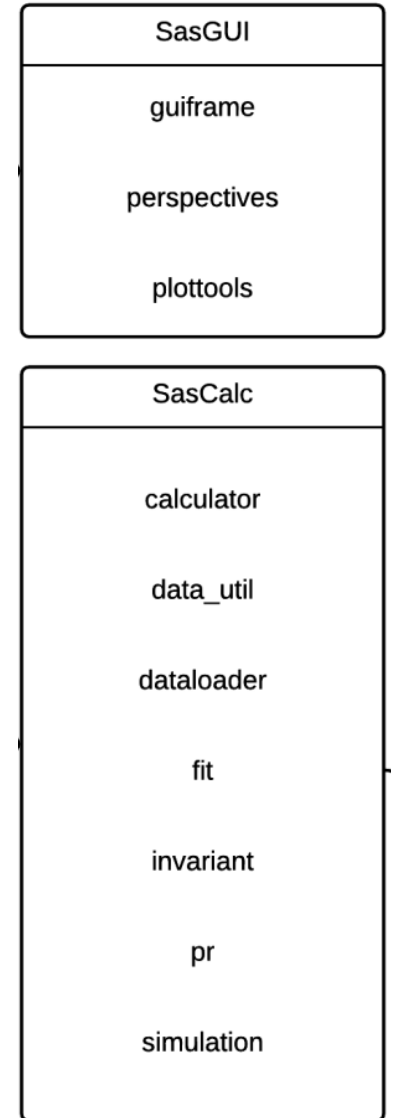 SasGUI
guiframe
perspectives
plottools
SasCalc
calculator
data_util
dataloader
fit
invariant
pr
simulation